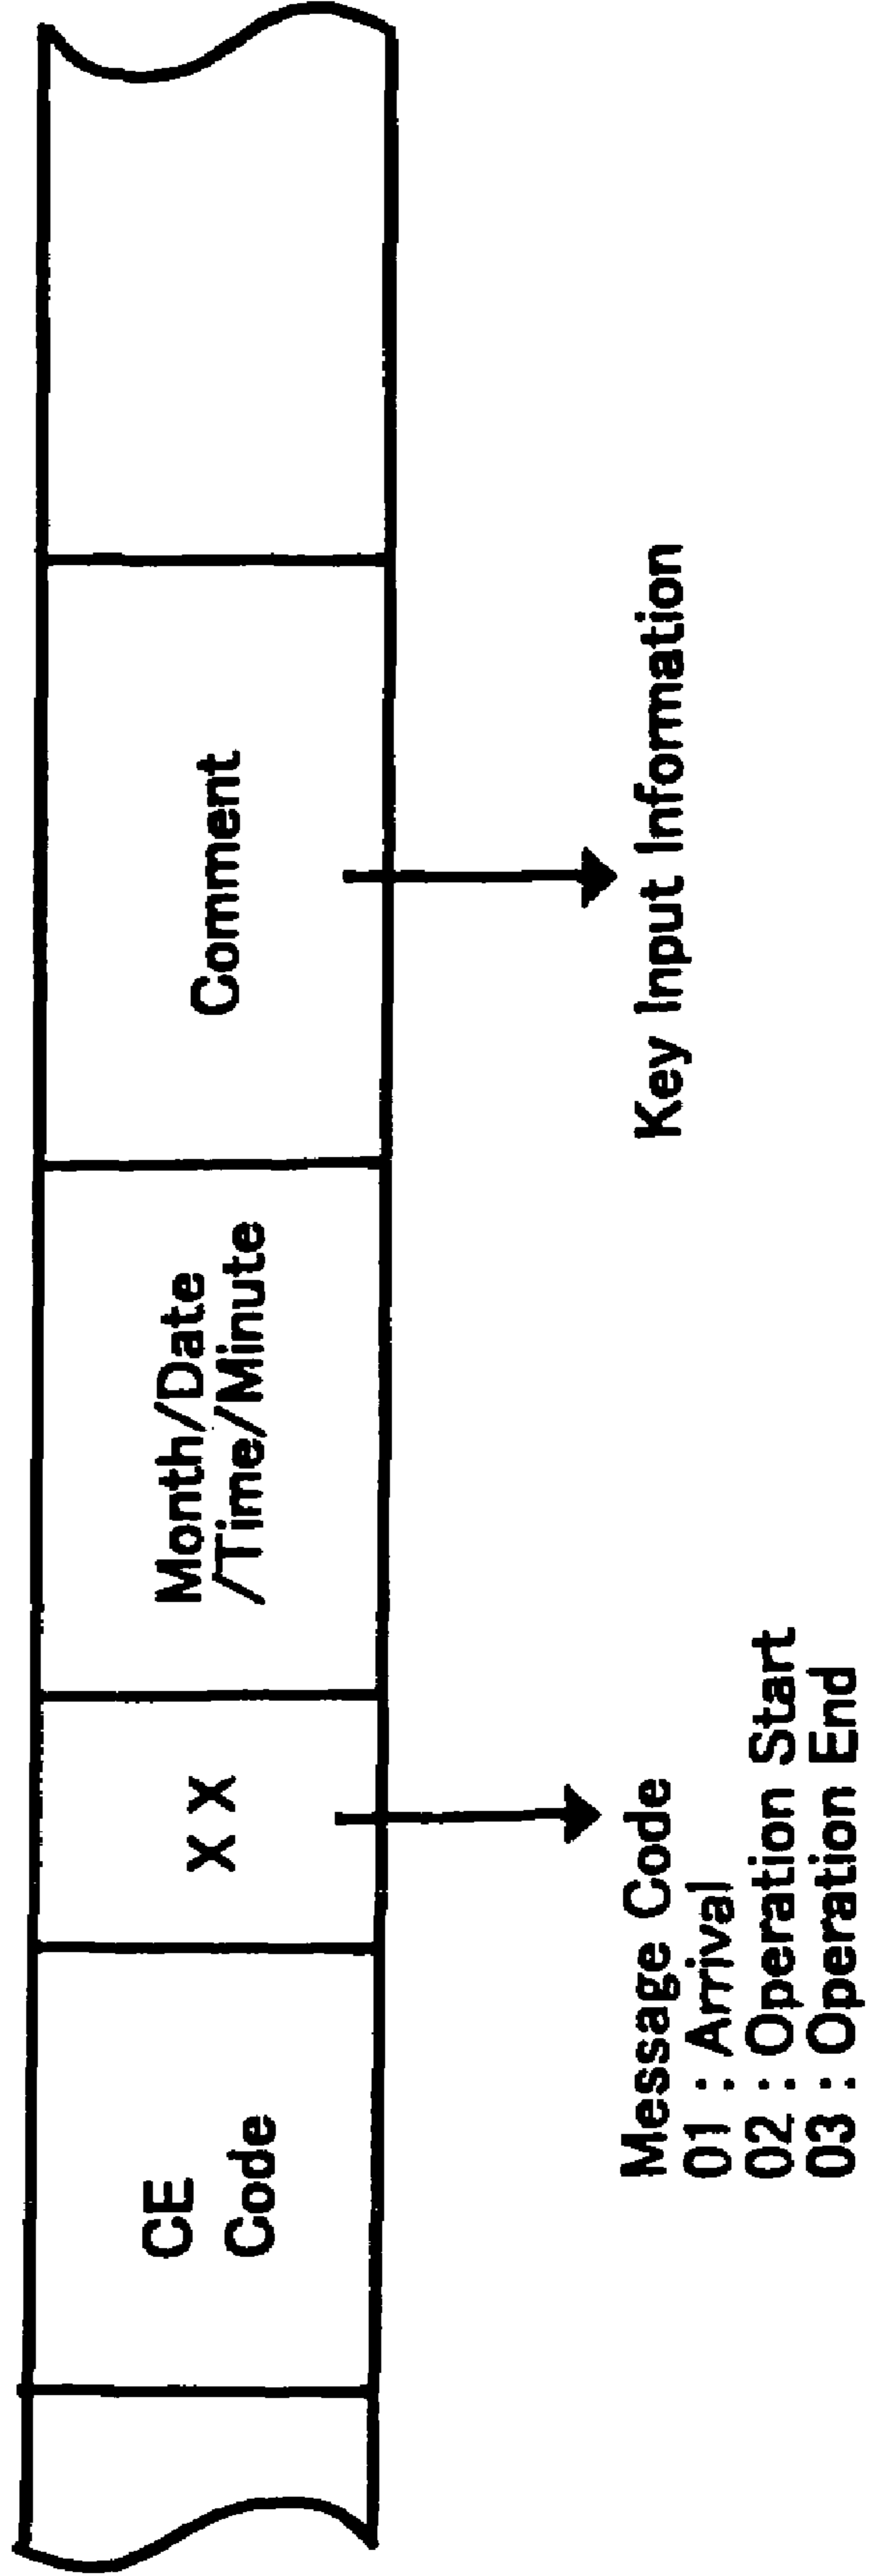 CE
Code
X X
Month/Date
/Time/Minute
Comment
Message Code
01 : Arrival
02 : Operation Start
03 : Operation End
Key Input Information